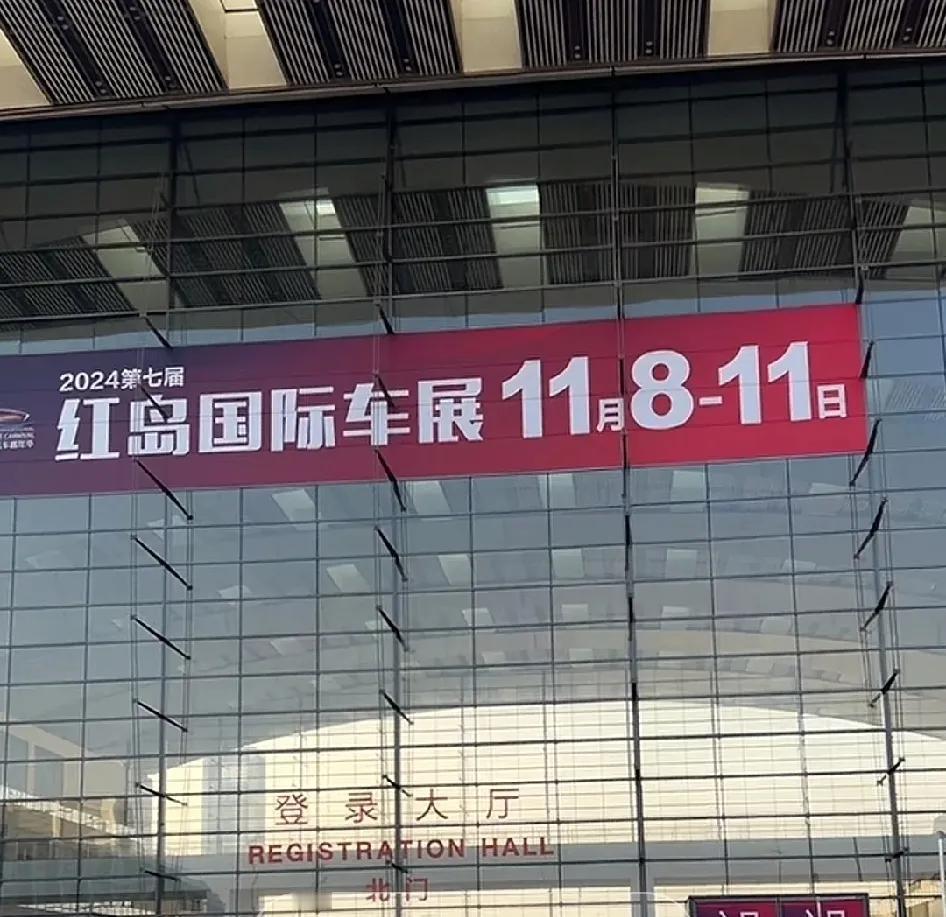 2024第七届
红岛国际车展 11月8-11日
登录大厅
REGISTRATION HALL
北门